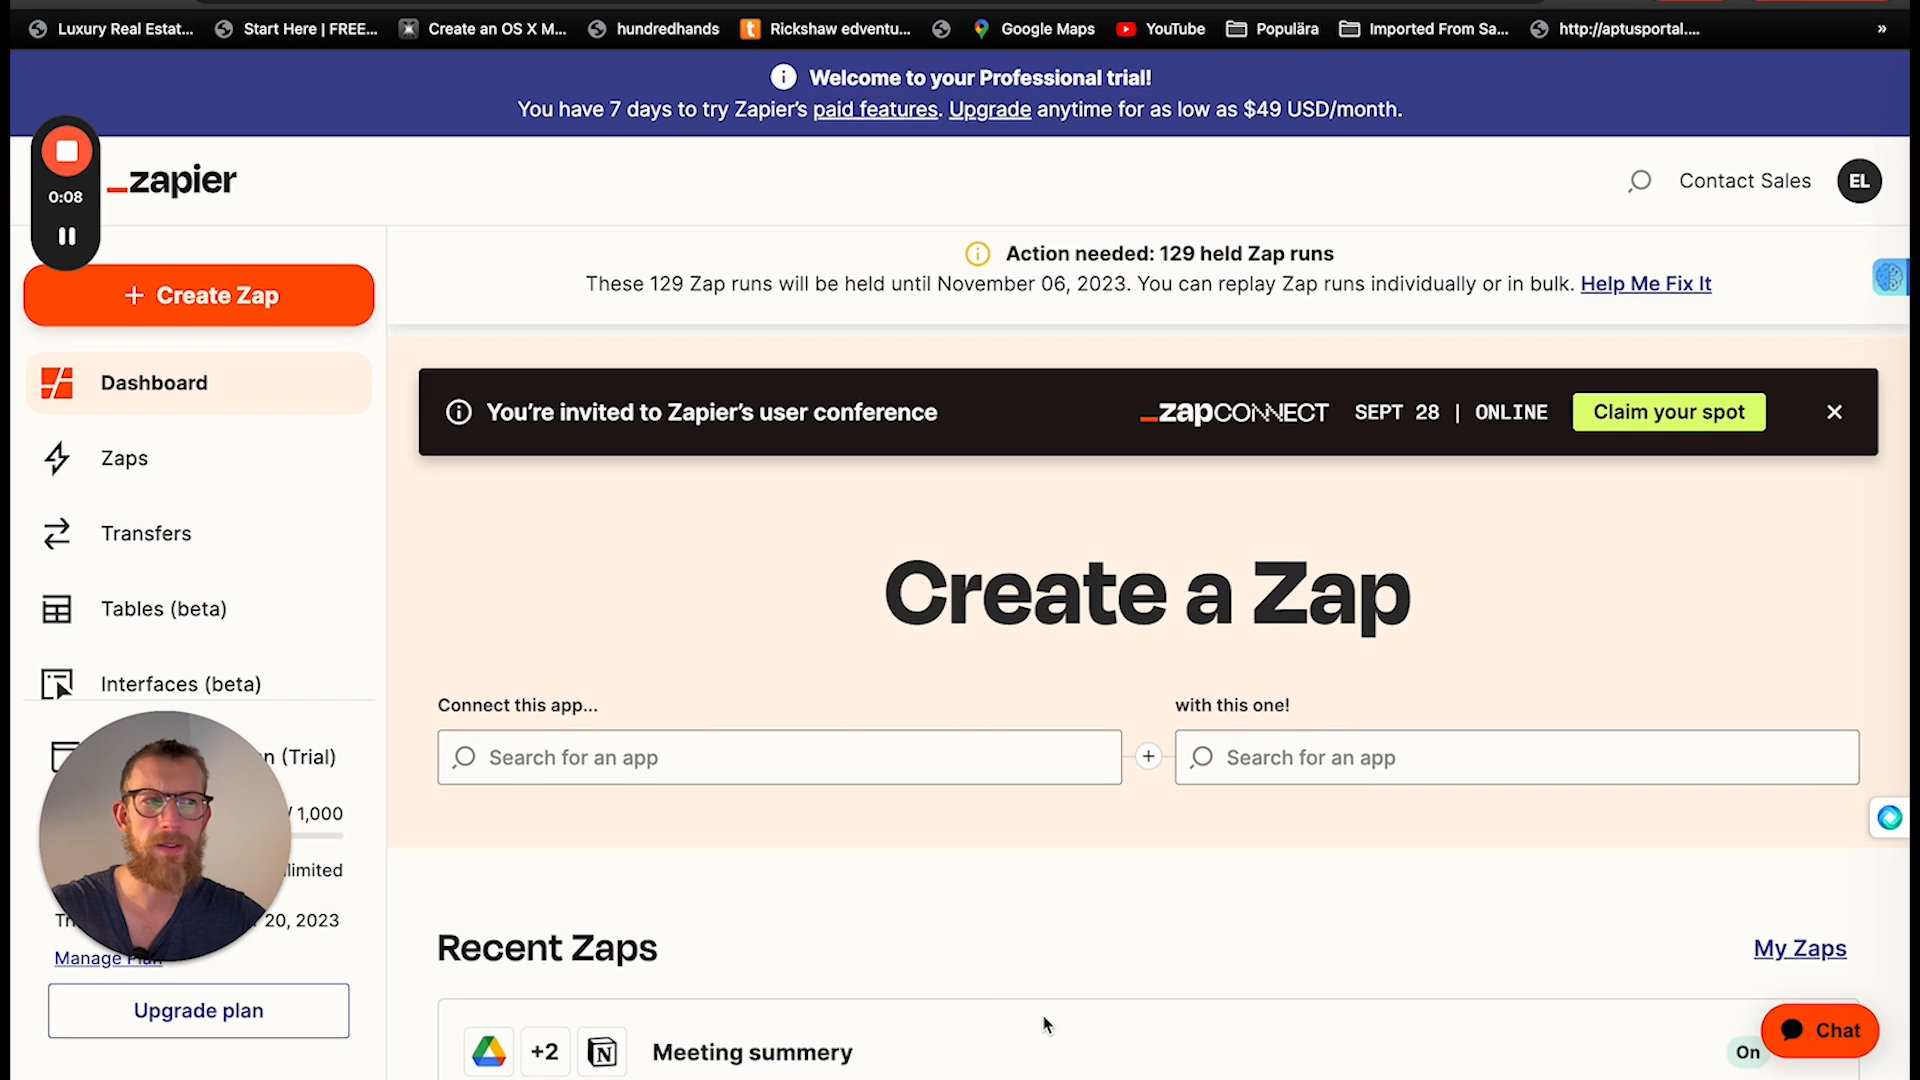 Luxury Real Estat...
Start Here | FREE...
Create an OS X M...
hundredhands
Rickshaw edventu...
Google Maps
YouTube
Populära
Imported From Sa...
http://aptusportal....
»
Welcome to your Professional trial!
You have 7 days to try Zapier's paid features. Upgrade anytime for as low as $49 USD/month.
0:08
zapier
Contact Sales
EL
Create Zap
Dashboard
Zaps
Transfers
Tables (beta)
Interfaces (beta)
(Trial)
/ 1,000
20, 2023
Manage Plan
Upgrade plan
Action needed: 129 held Zap runs
These 129 Zap runs will be held until November 06, 2023. You can replay Zap runs individually or in bulk. Help Me Fix It
You're invited to Zapier's user conference
zapCONNECT
SEPT 28 | ONLINE
Claim your spot
Create a Zap
Connect this app...
with this one!
Search for an app
Search for an app
Recent Zaps
My Zaps
+2
Meeting summery
On
Chat